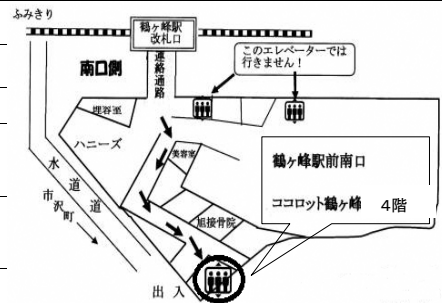 ふみきり
鶴ヶ峰駅
改札口
このエレベーターでは
行きません！
南口側
連絡通路
理容室
ハニーズ
美容室
鶴ヶ峰駅前南口
ココロット鶴ヶ峰　4階
水道道
市沢町
旭接骨院
出入